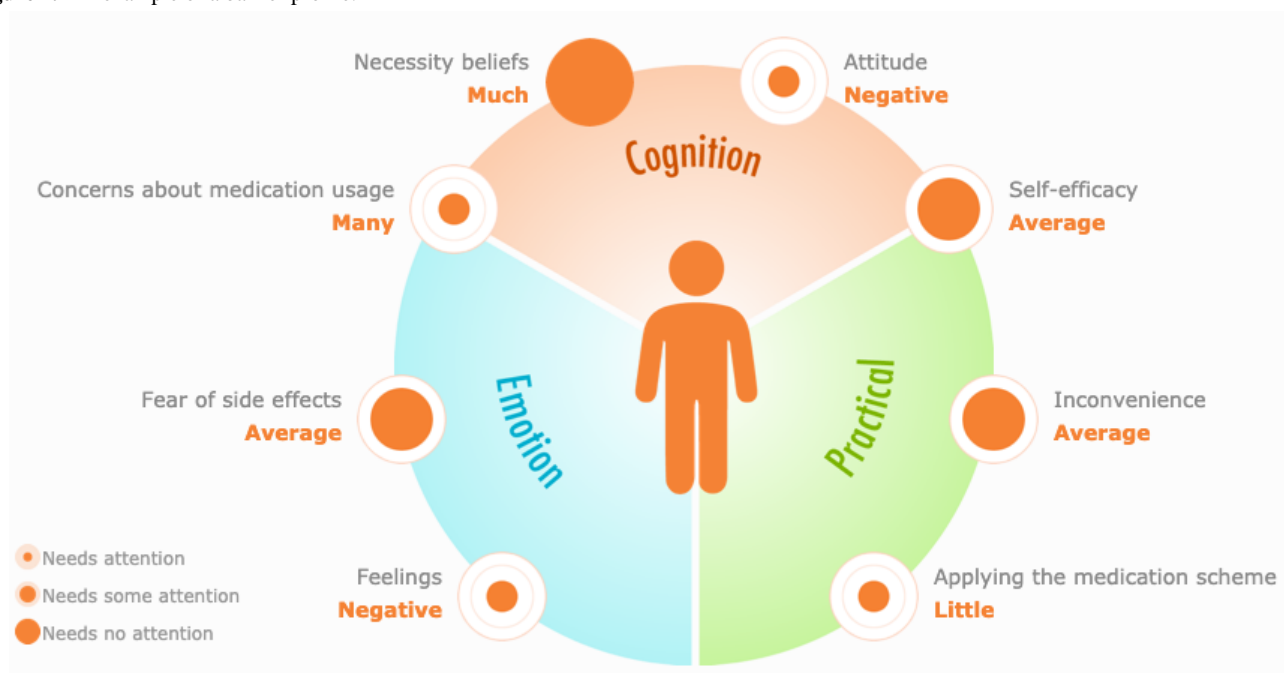 Necessity beliefs
Much
Attitude
Negative
Cognition
Concerns about medication usage
Many
Self-efficacy
Average
Fear of side effects
Average
Emotion
Practical
Inconvenience
Average
Feelings
Negative
Applying the medication scheme
Little
Needs attention
Needs some attention
Needs no attention